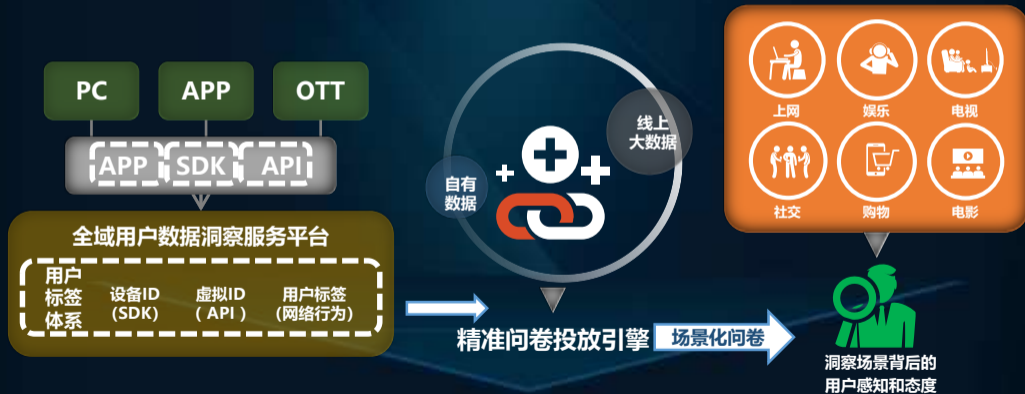 PC
APP
OTT
APP
SDK
API
全域用户数据洞察服务平台
用户
标签
体系
设备ID
(SDK)
虚拟ID
( API )
用户标签
(网络行为)
线上
大数据
自有
数据
精准问卷投放引擎
场景化问卷
上网
娱乐
电视
社交
购物
电影
洞察场景背后的
用户感知和态度